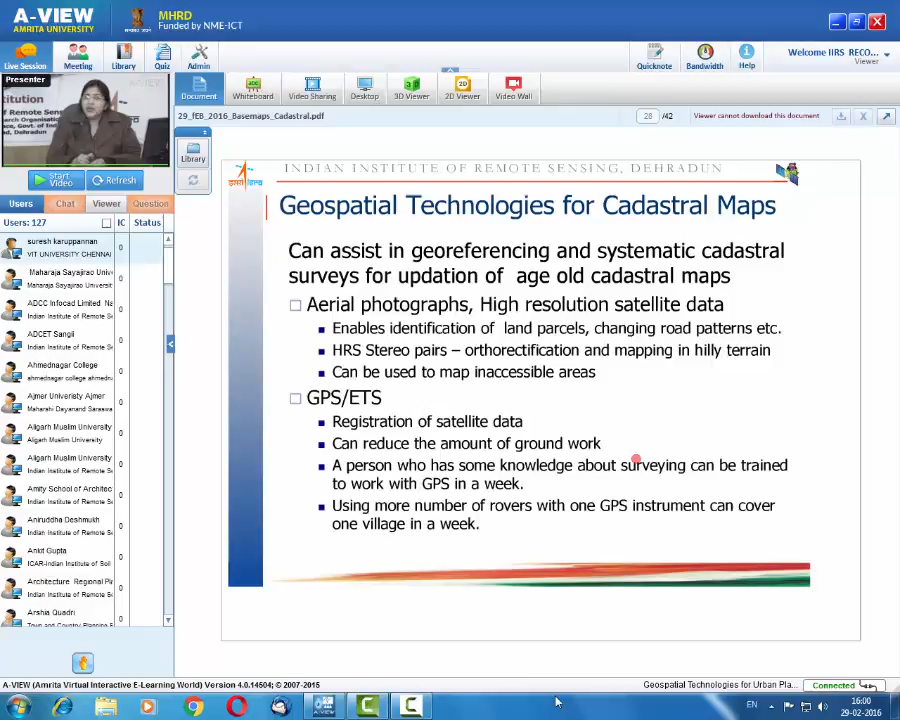 A-VIEW
AMRITA UNIVERSITY
MHRD
Funded by NME-ICT
Live Session
Meeting
Library
Quiz
Admin
Quicknote
Bandwidth
Help
Welcome IIRS RECO...
Viewer
Presenter
A-VIEW
Document
Whiteboard
Video Sharing
Desktop
3D Viewer
2D Viewer
Video Wall
29_fEB_2016_Basemaps_Cadastral.pdf
28 /42
Viewer cannot download this document
Library
Start Video
Refresh
Users
Chat
Viewer
Question
Users: 127
IC
Status
suresh karuppannan
VIT UNIVERSITY CHENNAI
0
Maharaja Sayajirao Univ
Maharaja Sayajirao Univer
0
ADCC Infocad Limited Na
Indian Institute of Remote S
0
ADCET Sangli
Indian Institute of Remote S
0
Ahmednagar College
ahmednagar college ahmedn
0
Ajmer Univeriaty Ajmer
Maharshi Dayanand Saraswa
0
Aligarh Muslim University
Aligarh Muslim University
0
Aligarh Muslim University
Indian Institute of Remote S
0
Amity School of Architec
Indian Institute of Remote S
0
Aniruddha Deshmukh
Indian Institute of Remote S
0
Ankit Gupta
ICAR-Indian Institute of Soil
0
Architecture Regional Pla
Indian Institute of Remote S
0
Arshia Quadri
Town and Country Planning
0
INDIAN INSTITUTE OF REMOTE SENSING, DEHRADUN
Geospatial Technologies for Cadastral Maps
Can assist in georeferencing and systematic cadastral
surveys for updation of age old cadastral maps
Aerial photographs, High resolution satellite data
Enables identification of land parcels, changing road patterns etc.
HRS Stereo pairs – orthorectification and mapping in hilly terrain
Can be used to map inaccessible areas
GPS/ETS
Registration of satellite data
Can reduce the amount of ground work
A person who has some knowledge about surveying can be trained
to work with GPS in a week.
Using more number of rovers with one GPS instrument can cover
one village in a week.
A-VIEW (Amrita Virtual Interactive E-Learning World) Version 4.0.14504; © 2007-2015
Geospatial Technologies for Urban Pla...
Connected
EN
16:00
29-02-2016